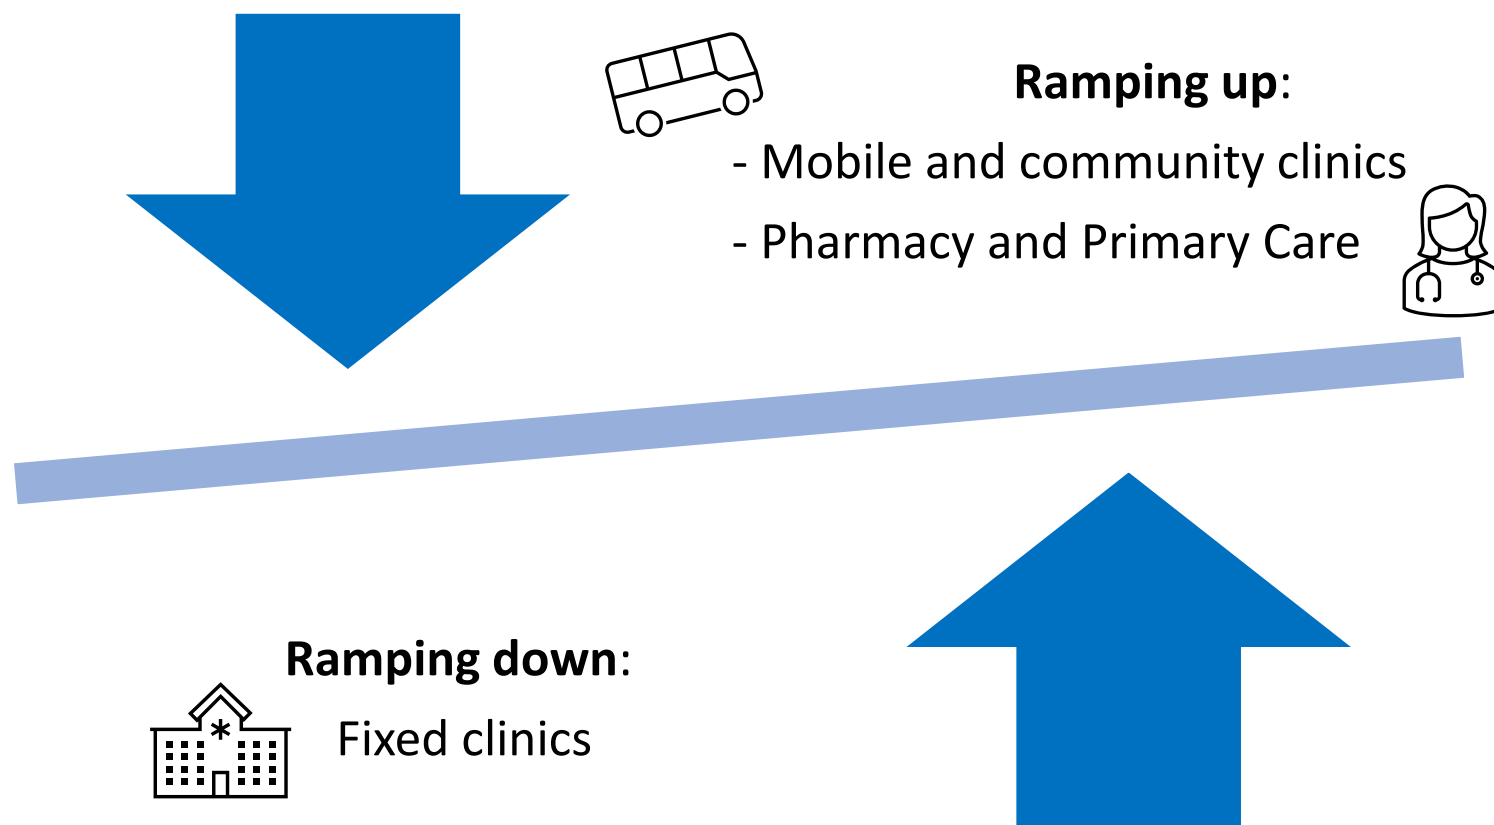 Ramping up:
- Mobile and community clinics
- Pharmacy and Primary Care
Ramping down:
Fixed clinics